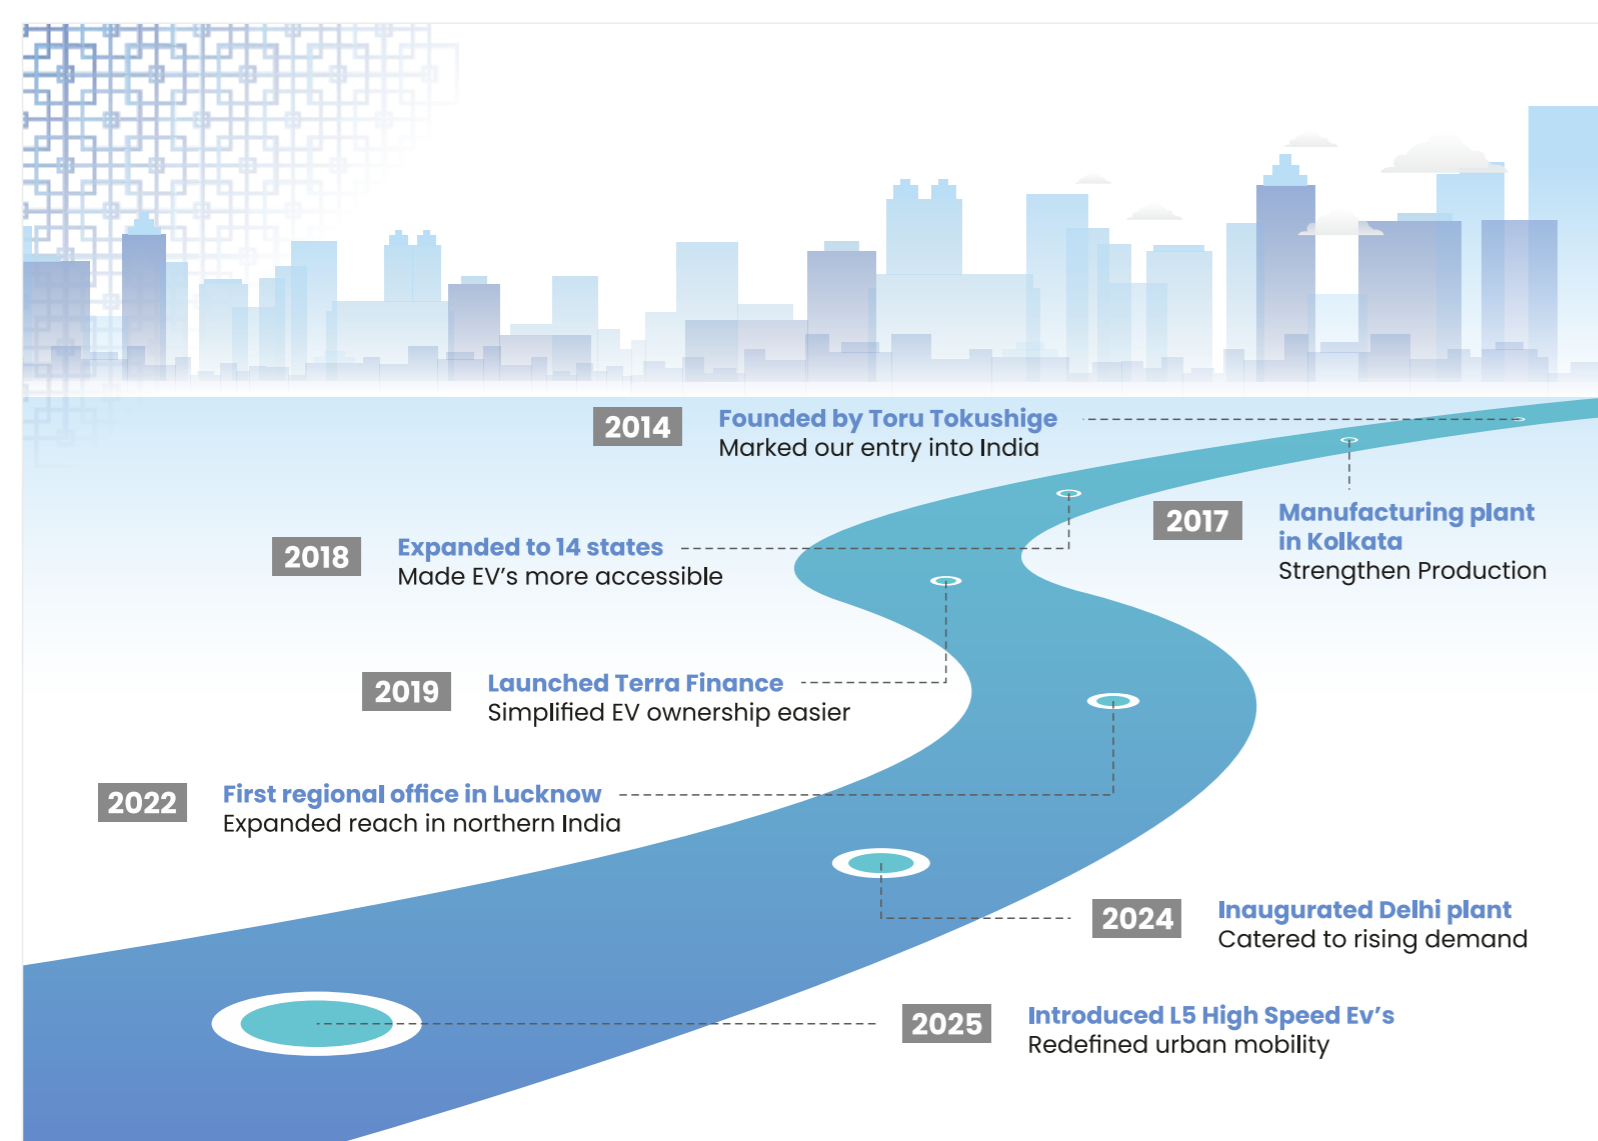 2014
Founded by Toru Tokushige
Marked our entry into India
2017
Manufacturing plant
in Kolkata
Strengthen Production
2018
Expanded to 14 states
Made EV's more accessible
2019
Launched Terra Finance
Simplified EV ownership easier
2022
First regional office in Lucknow
Expanded reach in northern India
2024
Inaugurated Delhi plant
Catered to rising demand
2025
Introduced L5 High Speed Ev's
Redefined urban mobility